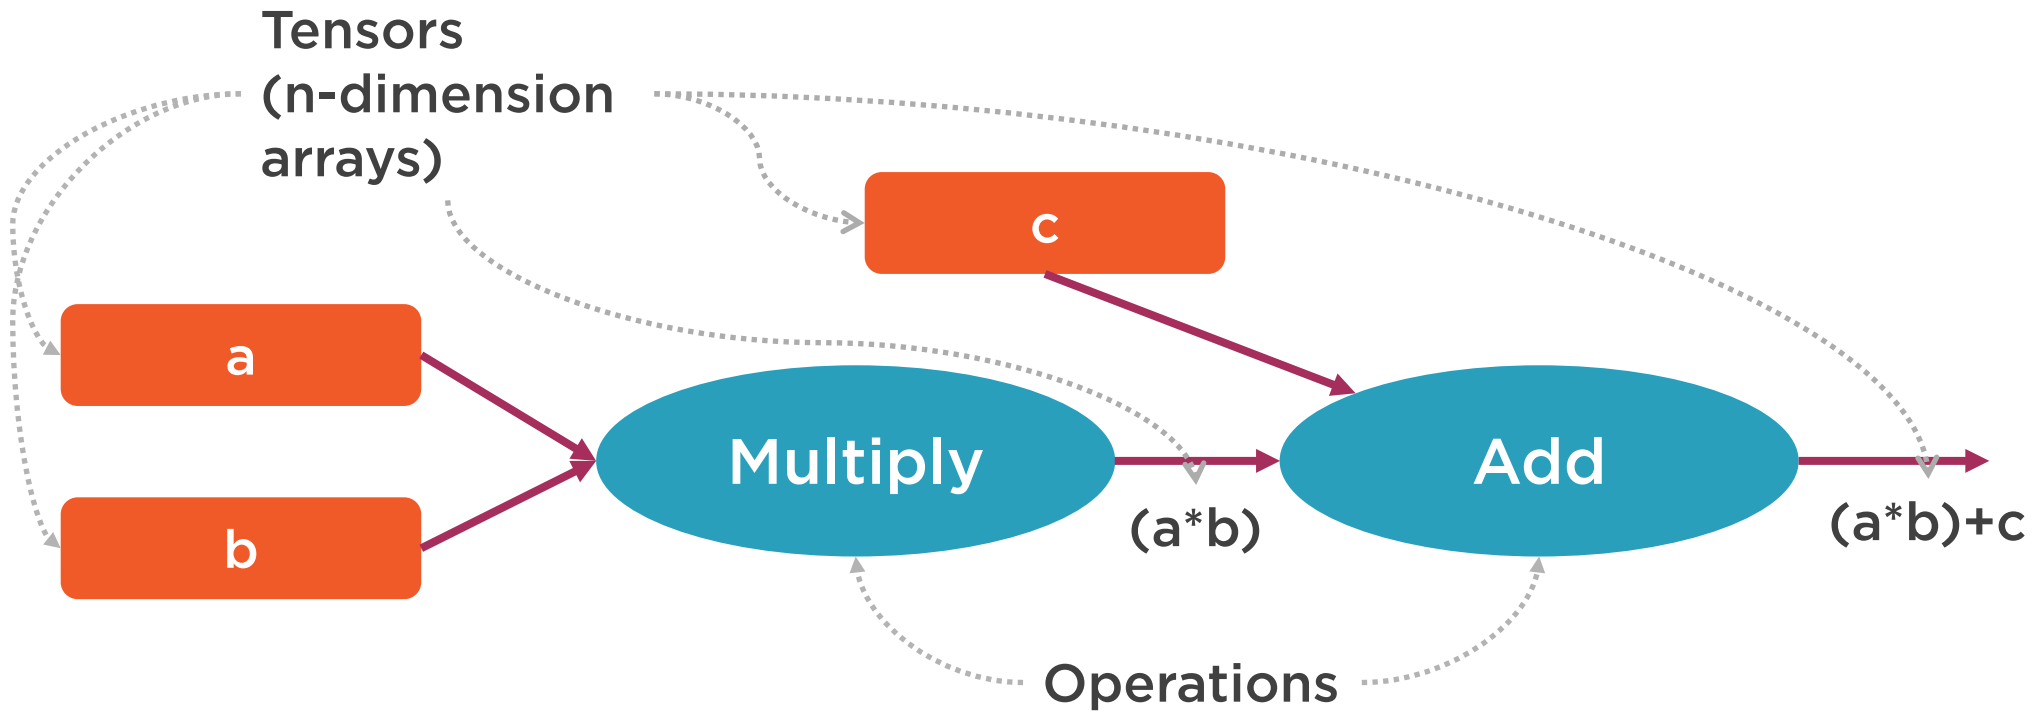 Tensors
(n-dimension
arrays)
c
a
Multiply
Add
b
(a*b)
(a*b)+c
Operations